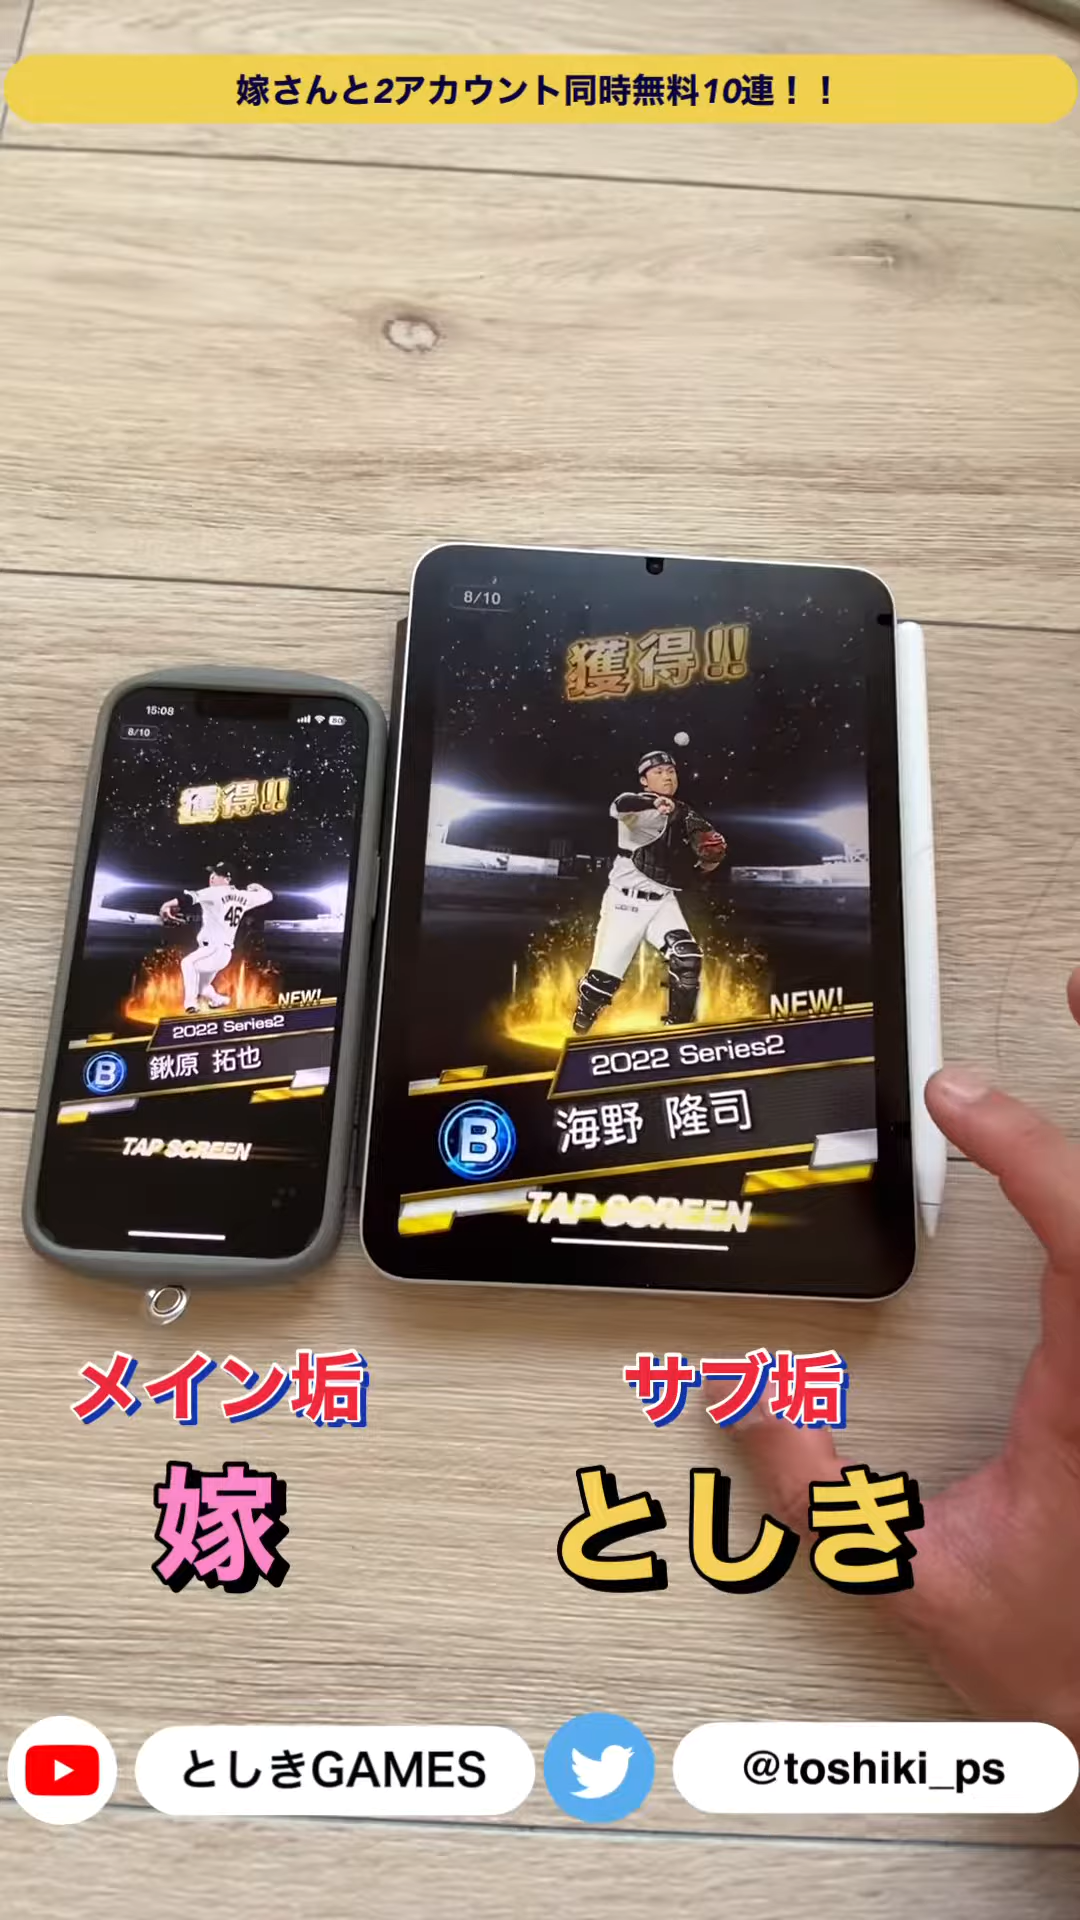 嫁さんと2アカウント同時無料10連！！
8/10
獲得!!
NEW!
2022 Series2
B
海野 隆司
TAP SCREEN
15:08
80
8/10
獲得!!
46
NEW!
2022 Series2
B
鍬原 拓也
TAP SCREEN
メイン垢
サブ垢
嫁
としき
としきGAMES
@toshiki_ps